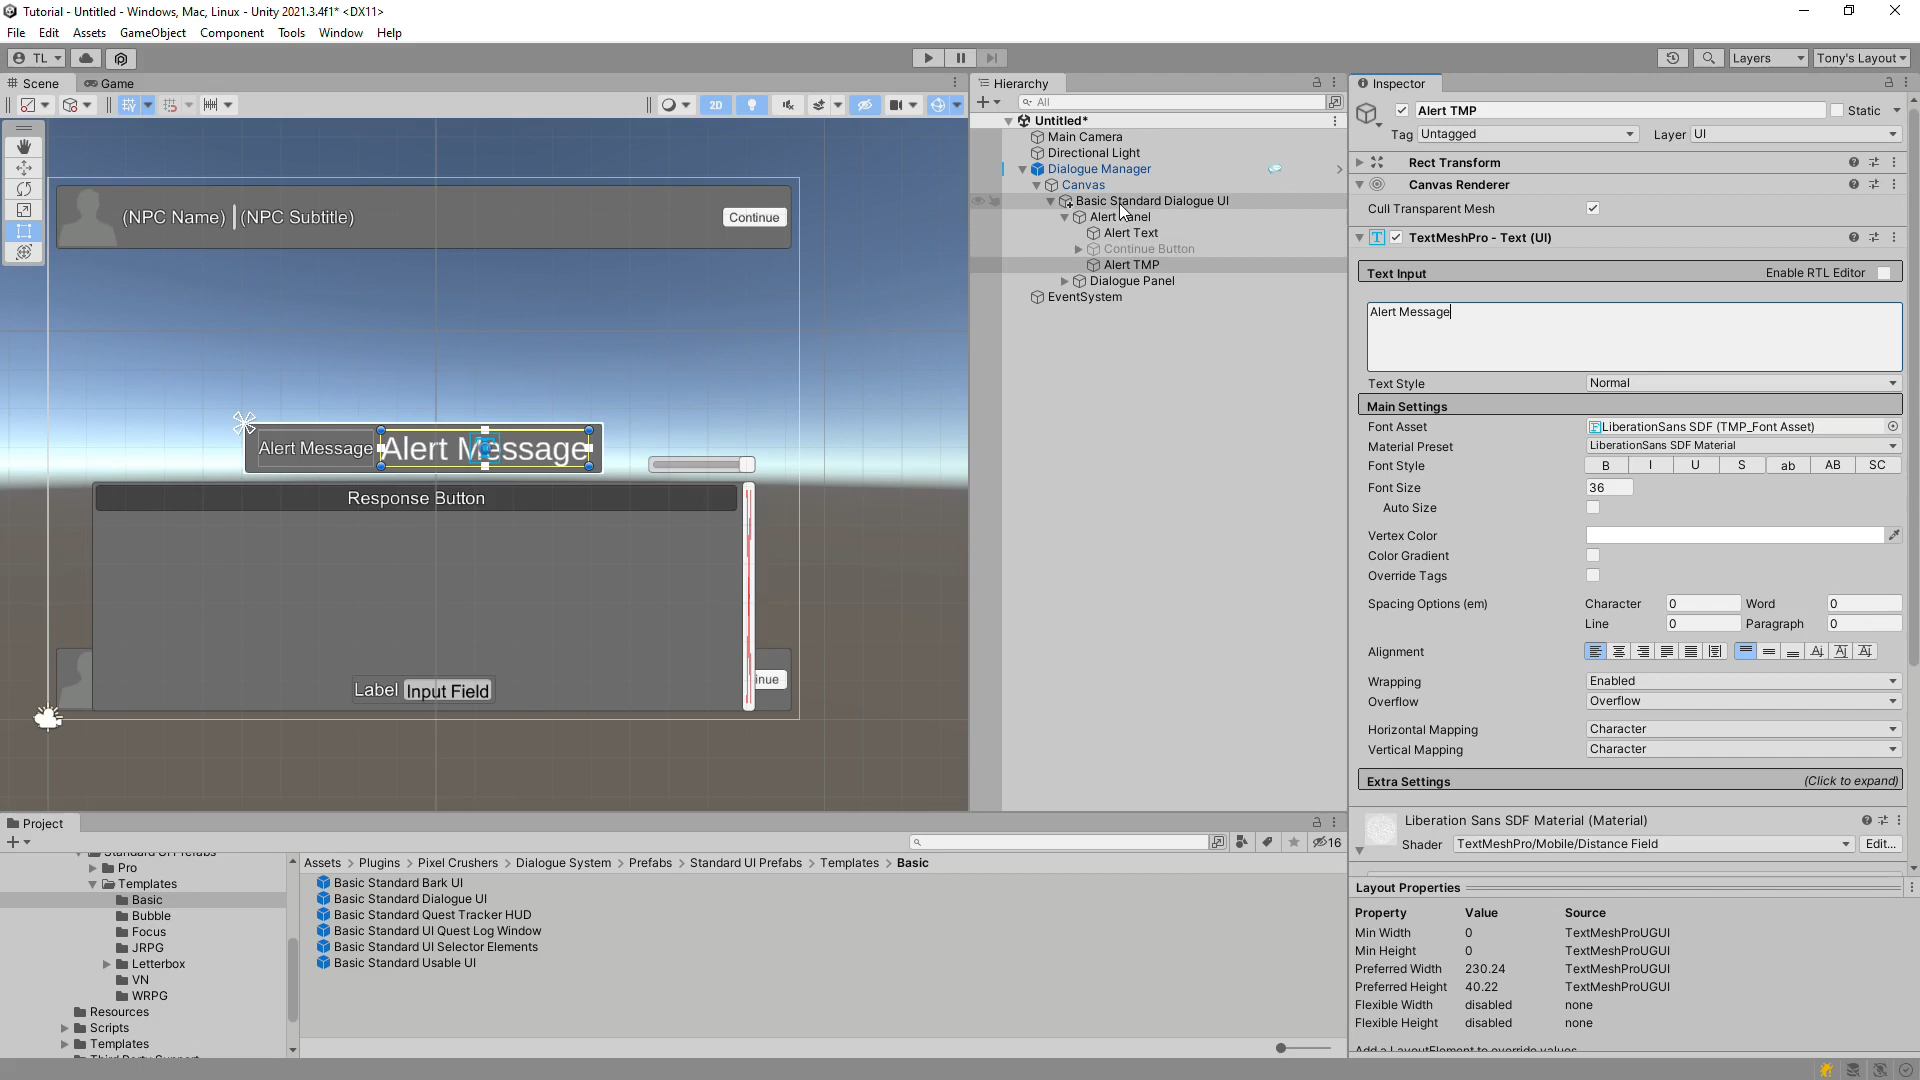 Tutorial - Untitled - Windows, Mac, Linux - Unity 2021.3.4f1* <DX11>
File Edit Assets GameObject Component Tools Window Help
TL Layers Tony's Layout
Scene Game
2D
(NPC Name) (NPC Subtitle) Continue
Alert Message Alert Message
Response Button
Label Input Field
Hierarchy
All
Untitled*
Main Camera
Directional Light
Dialogue Manager
Canvas
Basic Standard Dialogue UI
Alert Panel
Alert Text
Continue Button
Alert TMP
Dialogue Panel
EventSystem
Inspector
Alert TMP Static
Tag Untagged Layer UI
Rect Transform
Canvas Renderer
Cull Transparent Mesh
TextMeshPro - Text (UI)
Text Input Enable RTL Editor
Alert Message
Text Style Normal
Main Settings
Font Asset LiberationSans SDF (TMP_Font Asset)
Material Preset LiberationSans SDF Material
Font Style B I U S ab AB SC
Font Size 36
Auto Size
Vertex Color
Color Gradient
Override Tags
Spacing Options (em) Character 0 Word 0
Line 0 Paragraph 0
Alignment
Wrapping Enabled
Overflow Overflow
Horizontal Mapping Character
Vertical Mapping Character
Extra Settings (Click to expand)
Liberation Sans SDF Material (Material)
Shader TextMeshPro/Mobile/Distance Field Edit...
Layout Properties
Property Value Source
Min Width 0 TextMeshProUGUI
Min Height 0 TextMeshProUGUI
Preferred Width 230.24 TextMeshProUGUI
Preferred Height 40.22 TextMeshProUGUI
Flexible Width disabled none
Flexible Height disabled none
Add a LayoutElement to override values
Project
16
Pro
Templates
Basic
Bubble
Focus
JRPG
Letterbox
VN
WRPG
Resources
Scripts
Templates
Assets > Plugins > Pixel Crushers > Dialogue System > Prefabs > Standard UI Prefabs > Templates > Basic
Basic Standard Bark UI
Basic Standard Dialogue UI
Basic Standard Quest Tracker HUD
Basic Standard UI Quest Log Window
Basic Standard UI Selector Elements
Basic Standard Usable UI